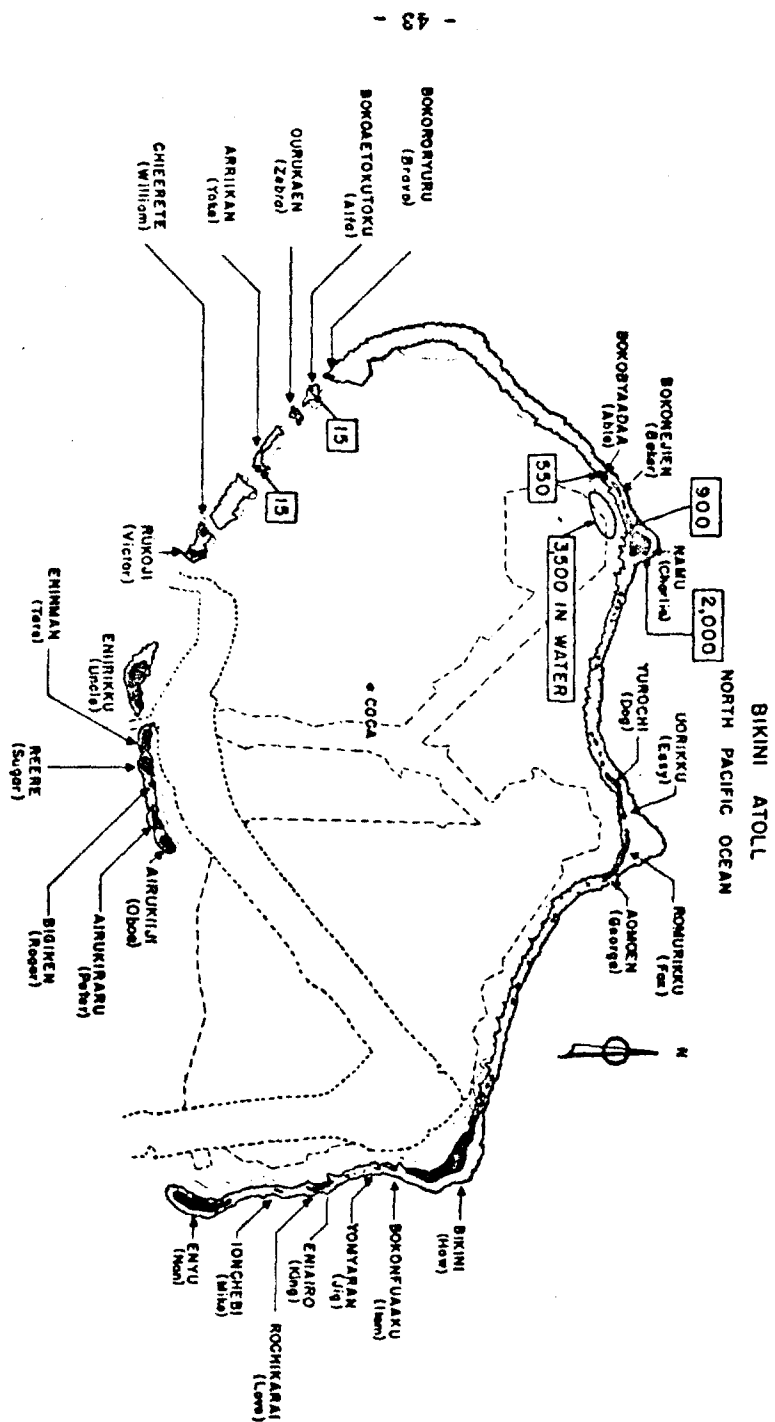 - 43 -
BIKINI ATOLL
NORTH PACIFIC OCEAN
N
BOKORORYURU
(Bravo)
BOKOAETOKUTOKU
(Alfa)
OURUKAEN
(Zebra)
ARRIIKAN
(Yoke)
CHIEERETE
(William)
RUKOJI
(Victor)
ENIIRIKKU
(Uncle)
ENINMAN
(Tare)
REERE
(Sugar)
BIGIREN
(Roger)
AIRUKIRARU
(Peter)
AIRUKIIJI
(Oboe)
BOKOBYAADAA
(Able)
BOKONEJIEN
(Baker)
NAMU
(Charlie)
YUROCHI
(Dog)
UORIKKU
(Easy)
ROMURIKKU
(Fox)
AOMOEN
(George)
BIKINI
(How)
BOKONFUAAKU
(Item)
YOMYARAN
(Jig)
ENIAIRO
(King)
ROCHIKARAI
(Love)
IONCHEBI
(Mike)
ENYU
(Nan)
15
15
550
900
2,000
3,500 IN WATER
COCA